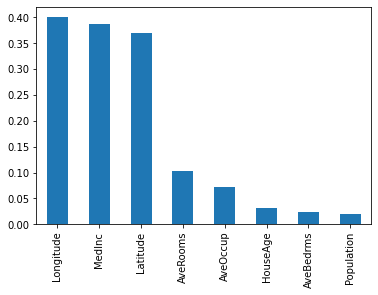 0.40
0.35
0.30
0.25
0.20
0.15
0.10
0.05
0.00
Longitude
MedInc
Latitude
AveRooms
AveOccup
HouseAge
AveBedrms
Population